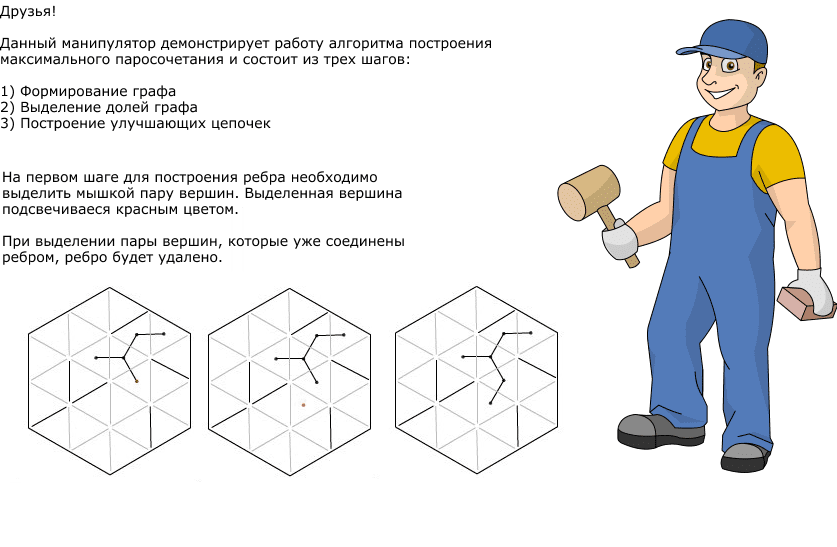 Друзья!
Данный манипулятор демонстрирует работу алгоритма построения
максимального паросочетания и состоит из трех шагов:
1) Формирование графа
2) Выделение долей графа
3) Построение улучшающих цепочек
На первом шаге для построения ребра необходимо
выделить мышкой пару вершин. Выделенная вершина
подсвечиваеся красным цветом.
При выделении пары вершин, которые уже соединены
ребром, ребро будет удалено.